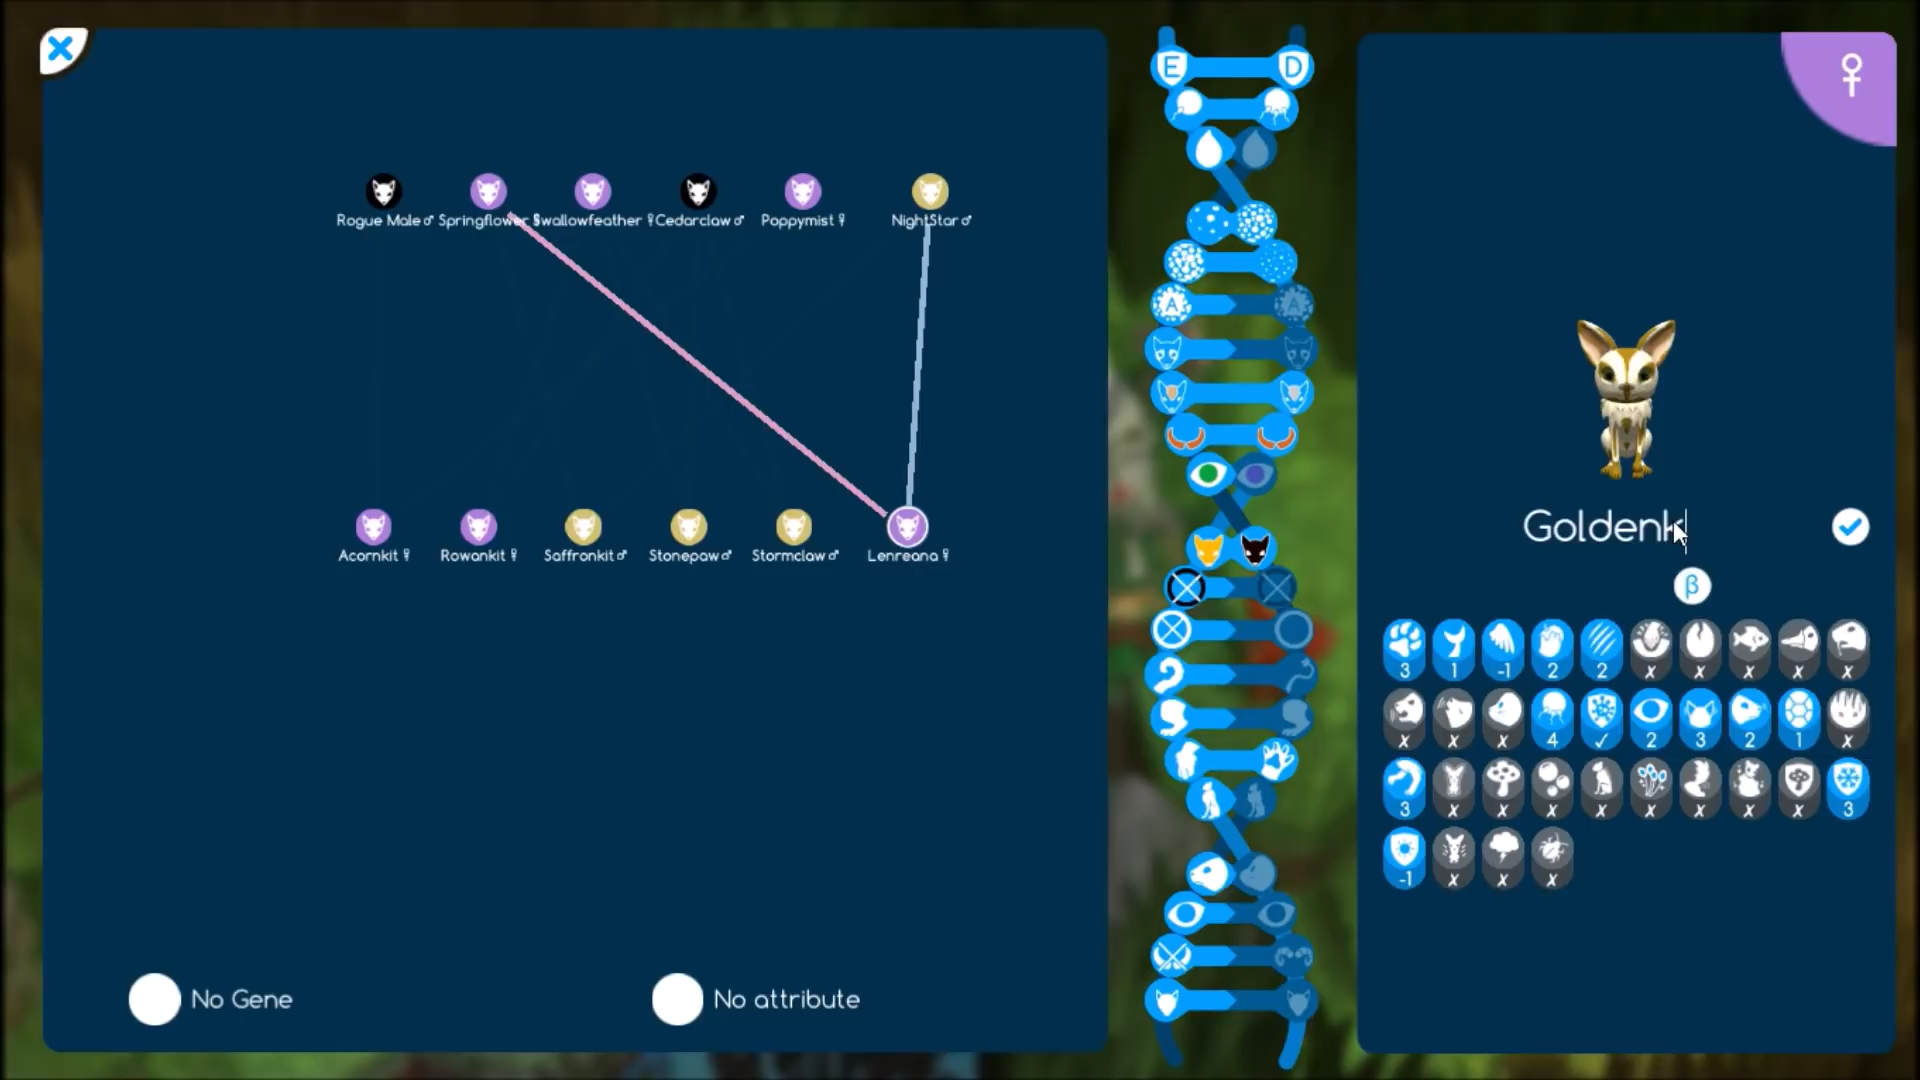 E D
Rogue Male♂ Springflower Swallowfeather♀ Cedarclaw♂ Poppymist♀ NightStar♂
A A
Acornkit♀ Rowankit♀ Saffronkit♂ Stonepaw♂ Stormclaw♂ Lenreana♀
Goldenk
β
3 1 -1 2 2 x x x x x
x x x 4 ✓ 2 3 2 1 x
3 x x x x x x x x 3
-1 x x x
No Gene No attribute